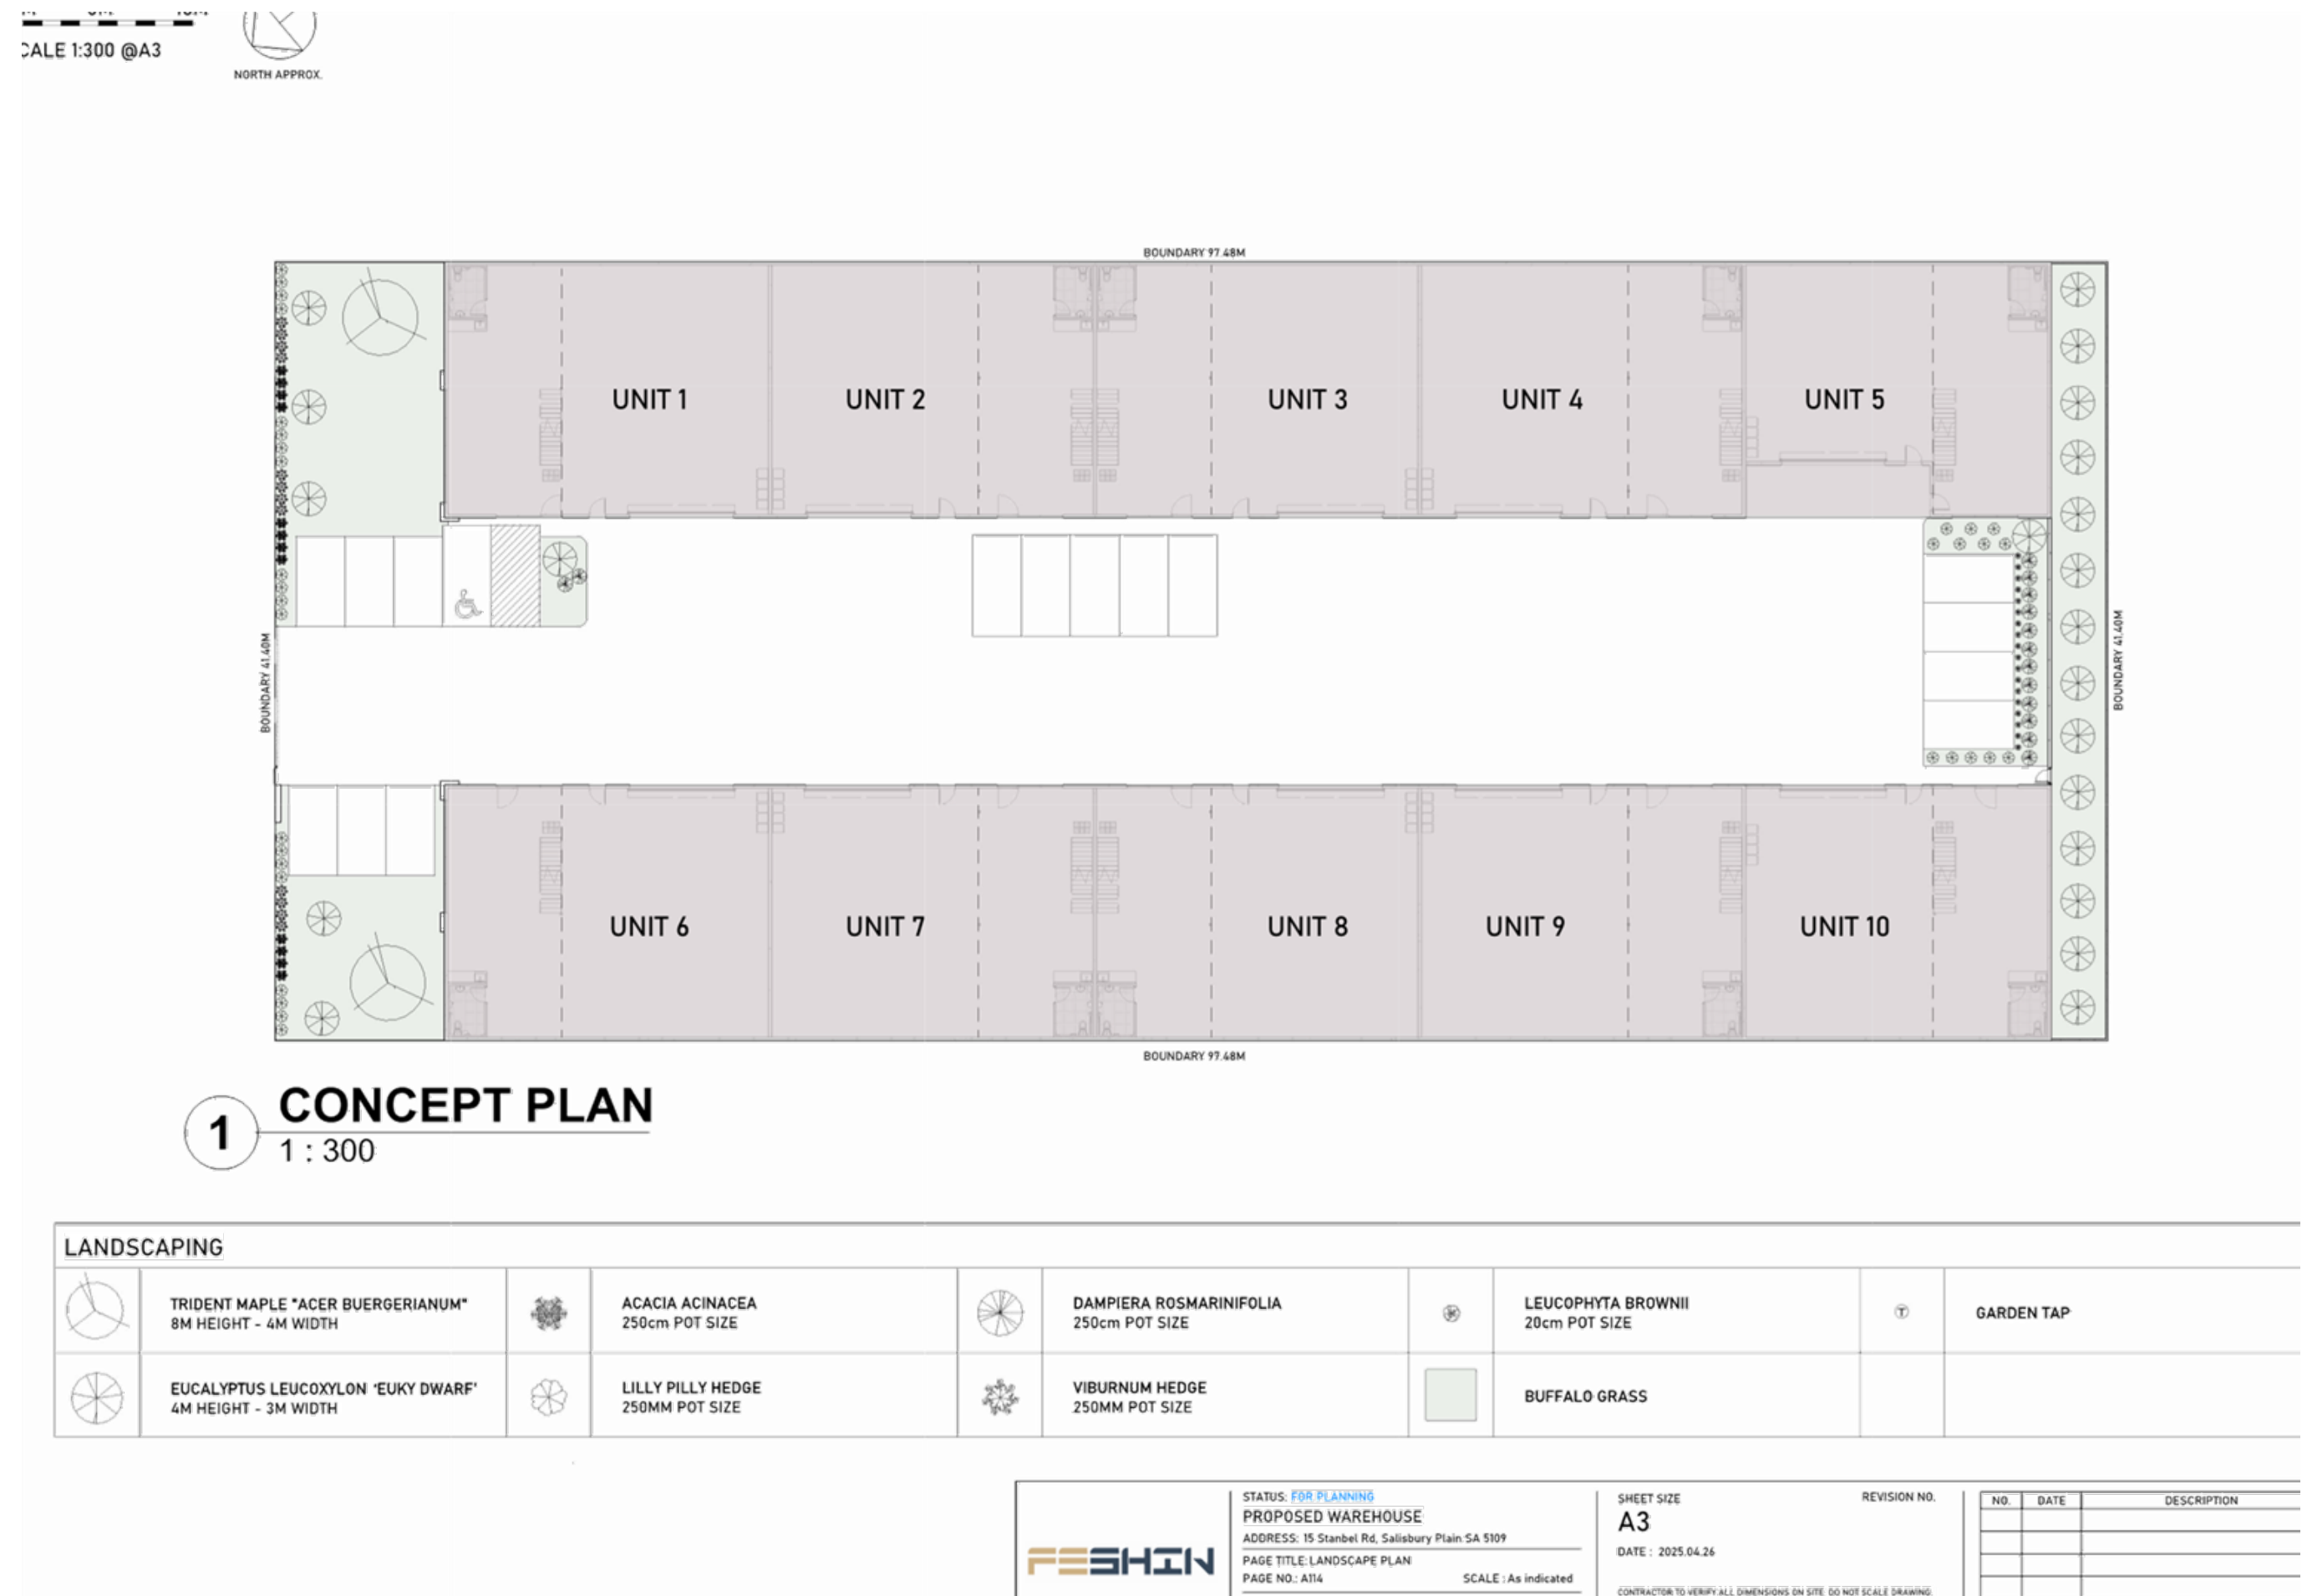 CALE 1:300 @A3
NORTH APPROX.
BOUNDARY 97.48M
UNIT 1
UNIT 2
UNIT 3
UNIT 4
UNIT 5
BOUNDARY 41.40M
BOUNDARY 41.40M
UNIT 6
UNIT 7
UNIT 8
UNIT 9
UNIT 10
BOUNDARY 97.48M
1 CONCEPT PLAN
1 : 300
LANDSCAPING
TRIDENT MAPLE "ACER BUERGERIANUM"
8M HEIGHT - 4M WIDTH
ACACIA ACINACEA
250cm POT SIZE
DAMPIERA ROSMARINIFOLIA
250cm POT SIZE
LEUCOPHYTA BROWNII
20cm POT SIZE
T
GARDEN TAP
EUCALYPTUS LEUCOXYLON 'EUKY DWARF'
4M HEIGHT - 3M WIDTH
LILLY PILLY HEDGE
250MM POT SIZE
VIBURNUM HEDGE
250MM POT SIZE
BUFFALO GRASS
FESHIN
STATUS: FOR PLANNING
PROPOSED WAREHOUSE
ADDRESS: 15 Stanbel Rd, Salisbury Plain SA 5109
PAGE TITLE: LANDSCAPE PLAN
PAGE NO.: A114 SCALE : As indicated
SHEET SIZE REVISION NO.
A3
DATE : 2025.04.26
CONTRACTOR TO VERIFY ALL DIMENSIONS ON SITE. DO NOT SCALE DRAWING.
NO. DATE DESCRIPTION